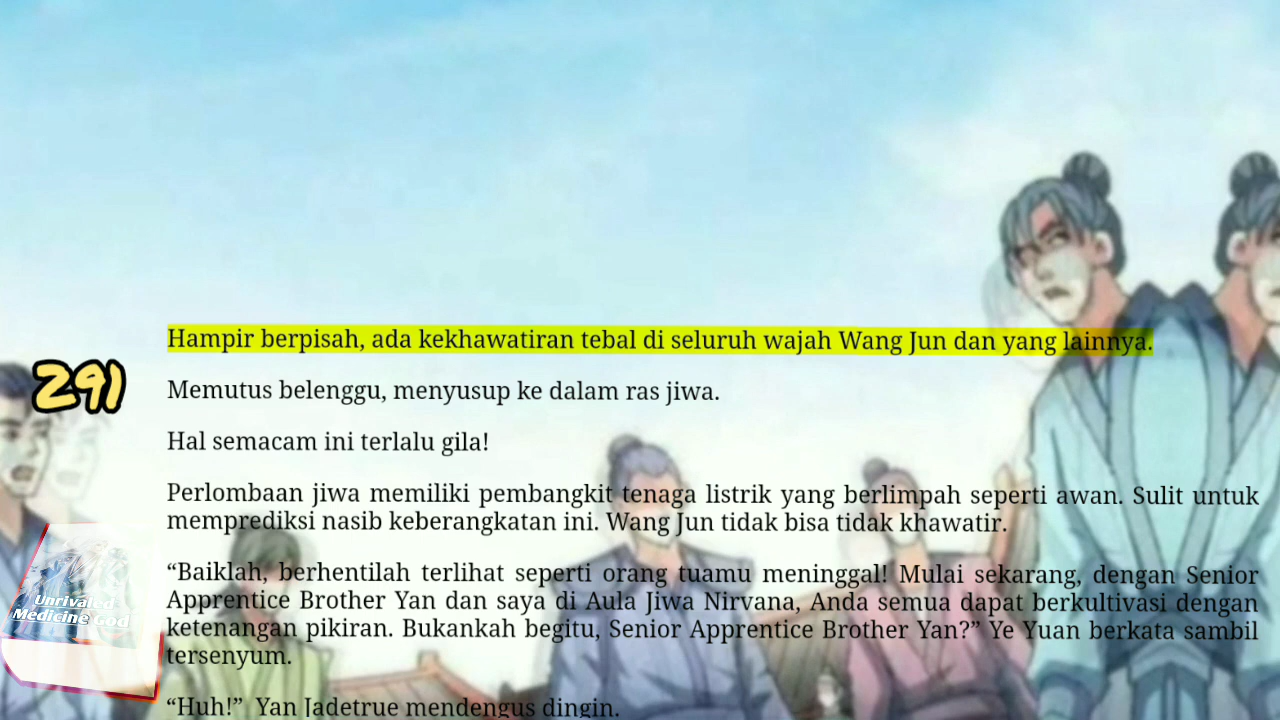 Hampir berpisah, ada kekhawatiran tebal di seluruh wajah Wang Jun dan yang lainnya.
291
Memutus belenggu, menyusup ke dalam ras jiwa.
Hal semacam ini terlalu gila!
Perlombaan jiwa memiliki pembangkit tenaga listrik yang berlimpah seperti awan. Sulit untuk
memprediksi nasib keberangkatan ini. Wang Jun tidak bisa tidak khawatir.
“Baiklah, berhentilah terlihat seperti orang tuamu meninggal! Mulai sekarang, dengan Senior
Apprentice Brother Yan dan saya di Aula Jiwa Nirvana, Anda semua dapat berkultivasi dengan
ketenangan pikiran. Bukankah begitu, Senior Apprentice Brother Yan?” Ye Yuan berkata sambil
tersenyum.
Unrivaled
Medicine God
“Huh!” Yan Jadetrue mendengus dingin.